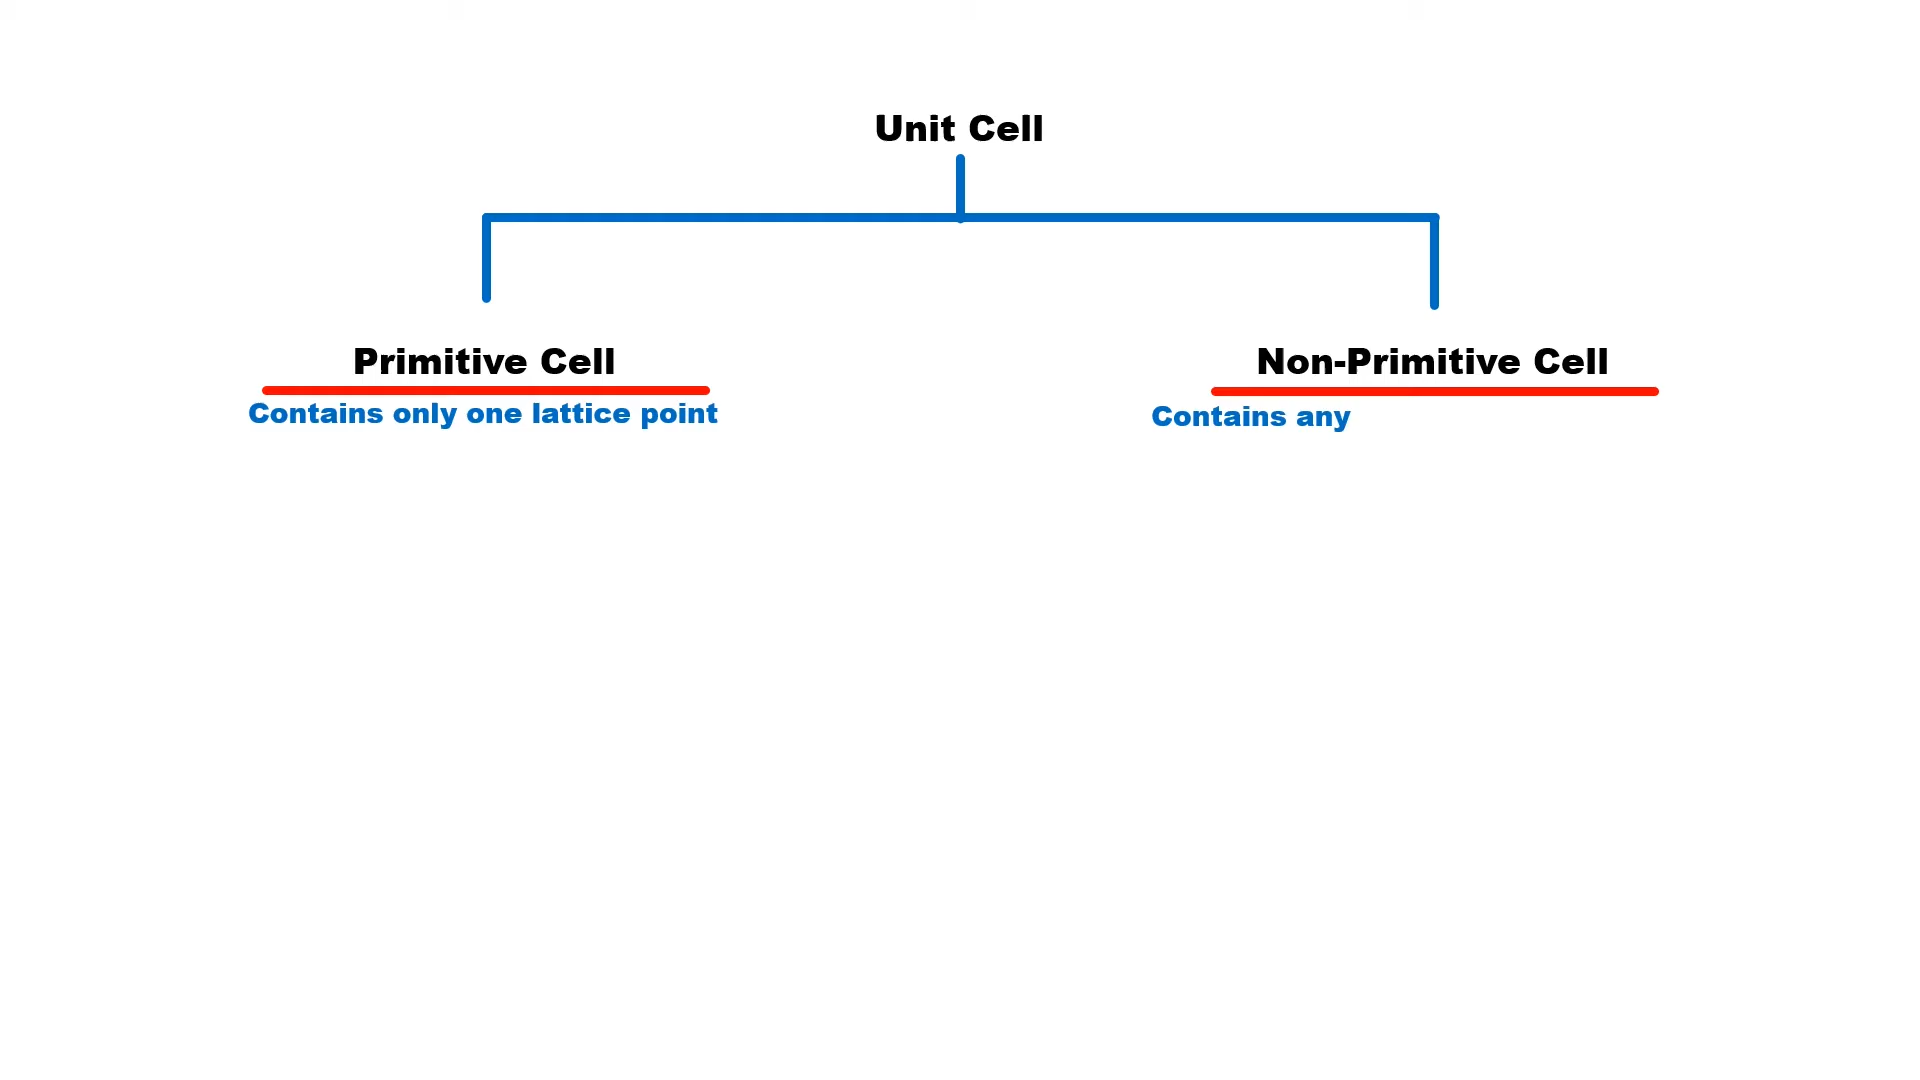 Unit Cell
Primitive Cell
Contains only one lattice point
Non-Primitive Cell
Contains any